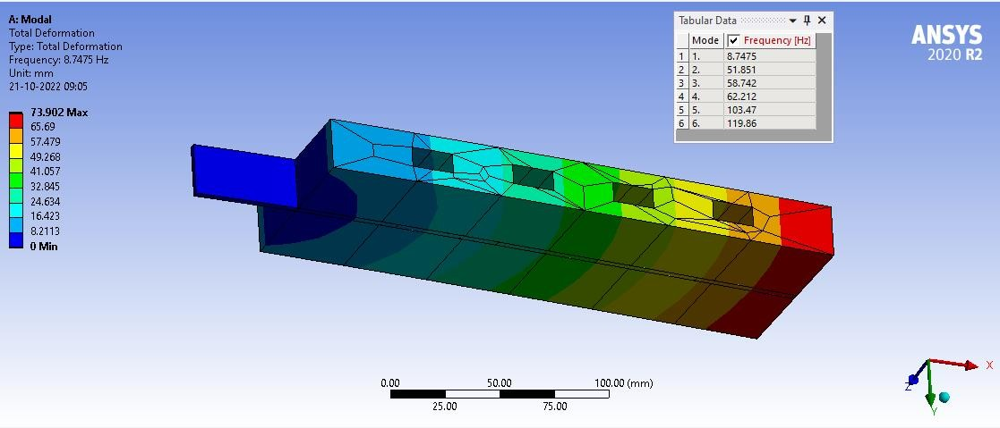 A: Modal
Total Deformation
Type: Total Deformation
Frequency: 8.7475 Hz
Unit: mm
21-10-2022 09:05
73.902 Max
65.69
57.479
49.268
41.057
32.845
24.634
16.423
8.2113
0 Min
Tabular Data
Mode Frequency [Hz]
1 1. 8.7475
2 2. 51.851
3 3. 58.742
4 4. 62.212
5 5. 103.47
6 6. 119.86
ANSYS
2020 R2
0.00 50.00 100.00 (mm)
25.00 75.00
X
Z
Y